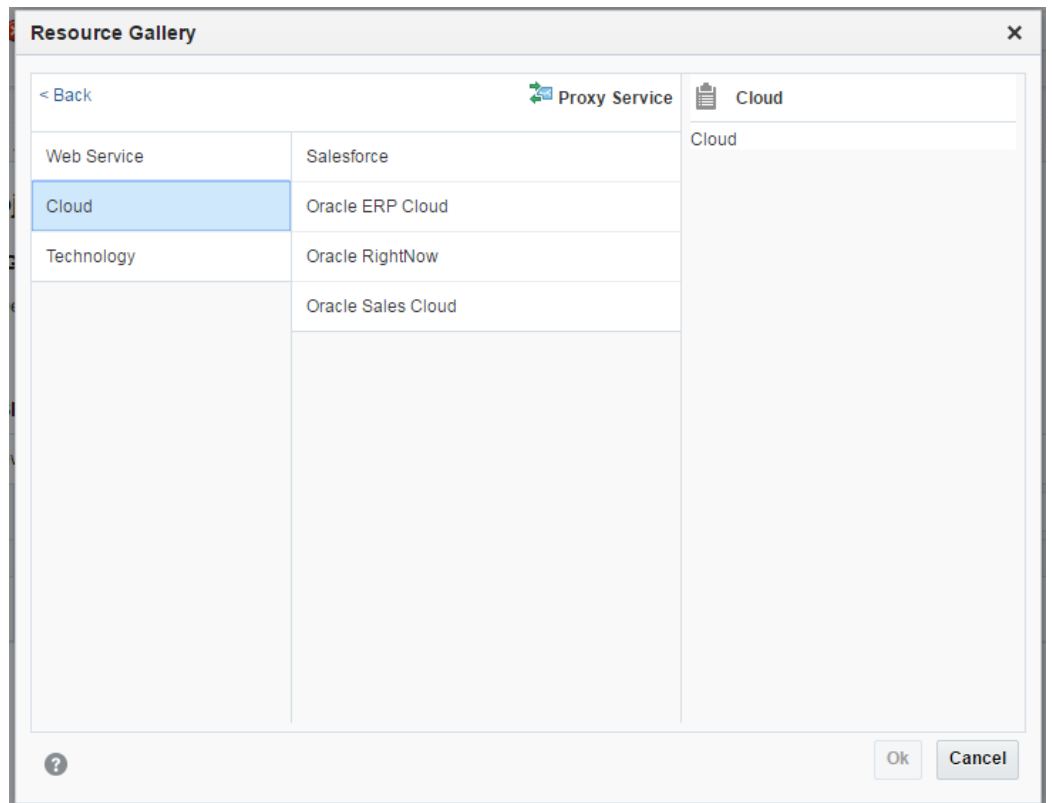 Resource Gallery
< Back
Proxy Service
Cloud
Cloud
Web Service
Cloud
Technology
Salesforce
Oracle ERP Cloud
Oracle RightNow
Oracle Sales Cloud
?
Ok
Cancel